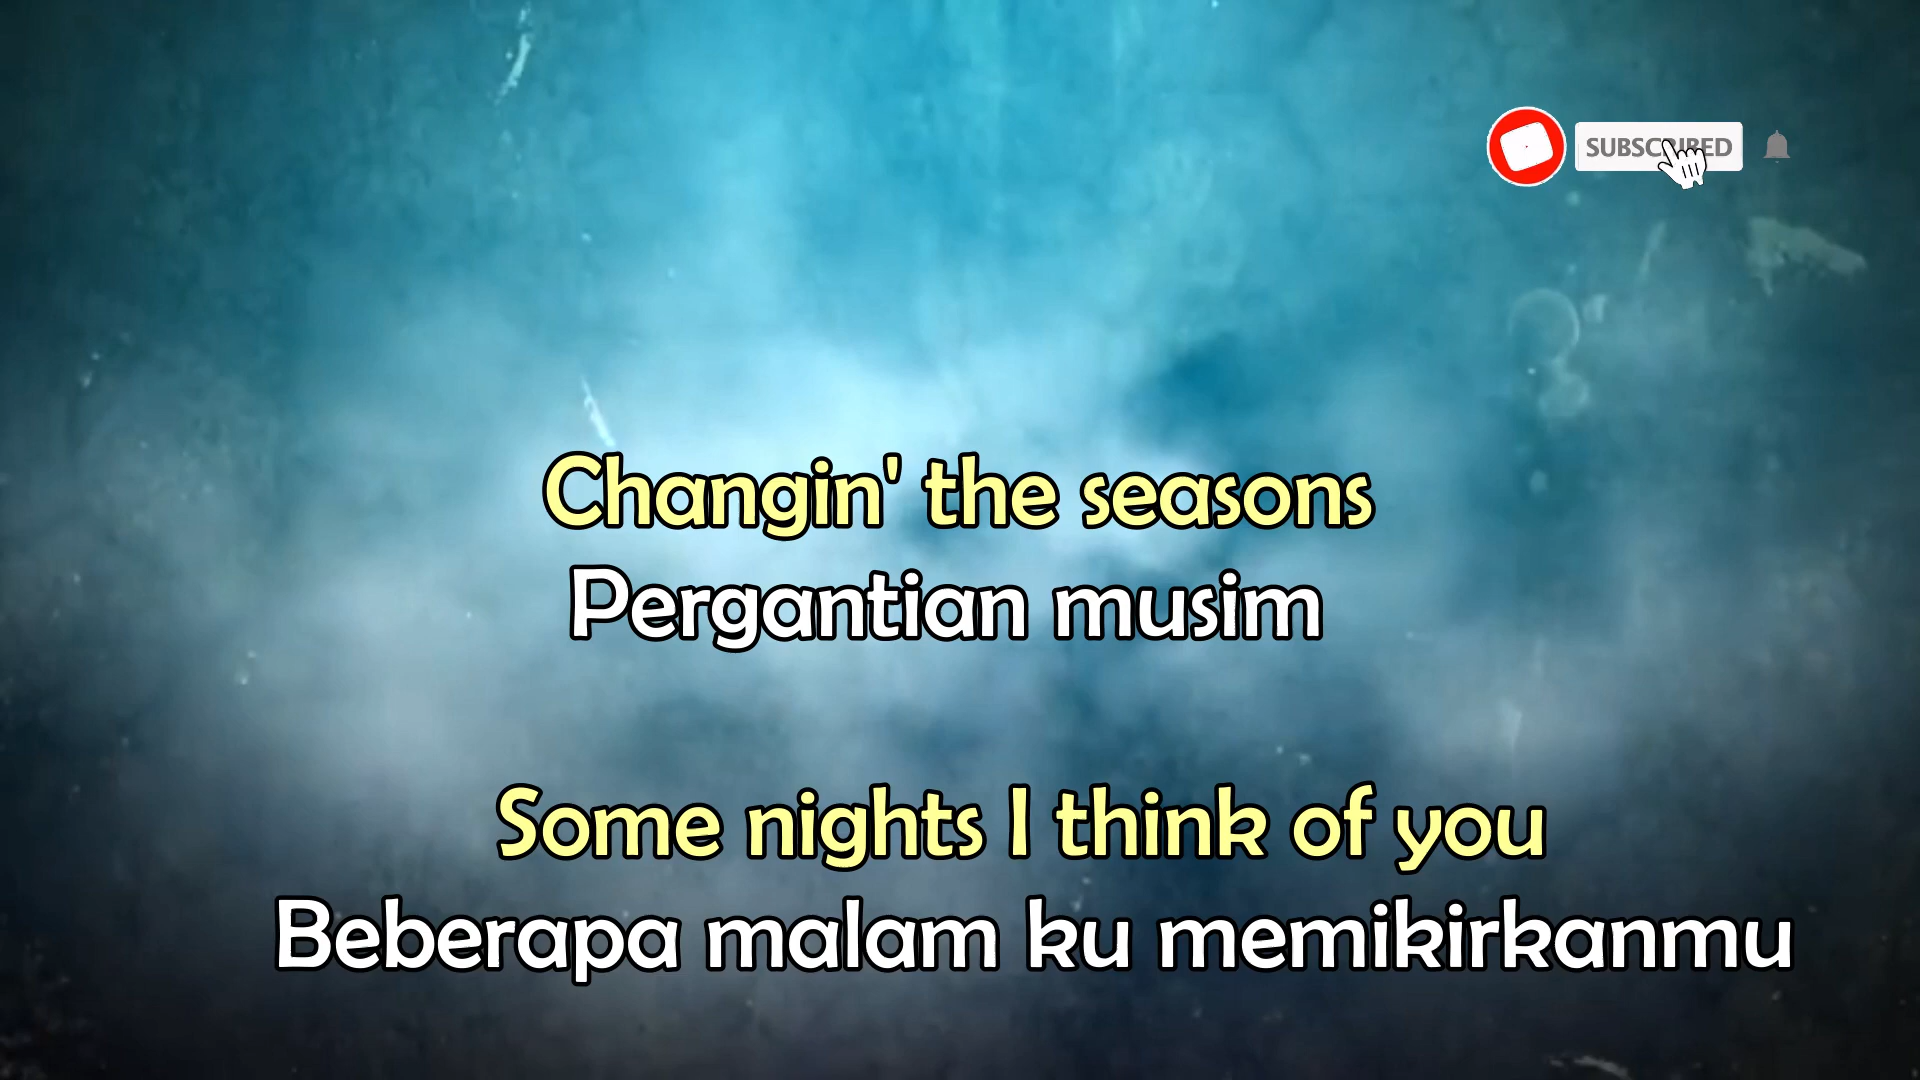 SUBSCRIBED
Changin' the seasons
Pergantian musim
Some nights I think of you
Beberapa malam ku memikirkanmu